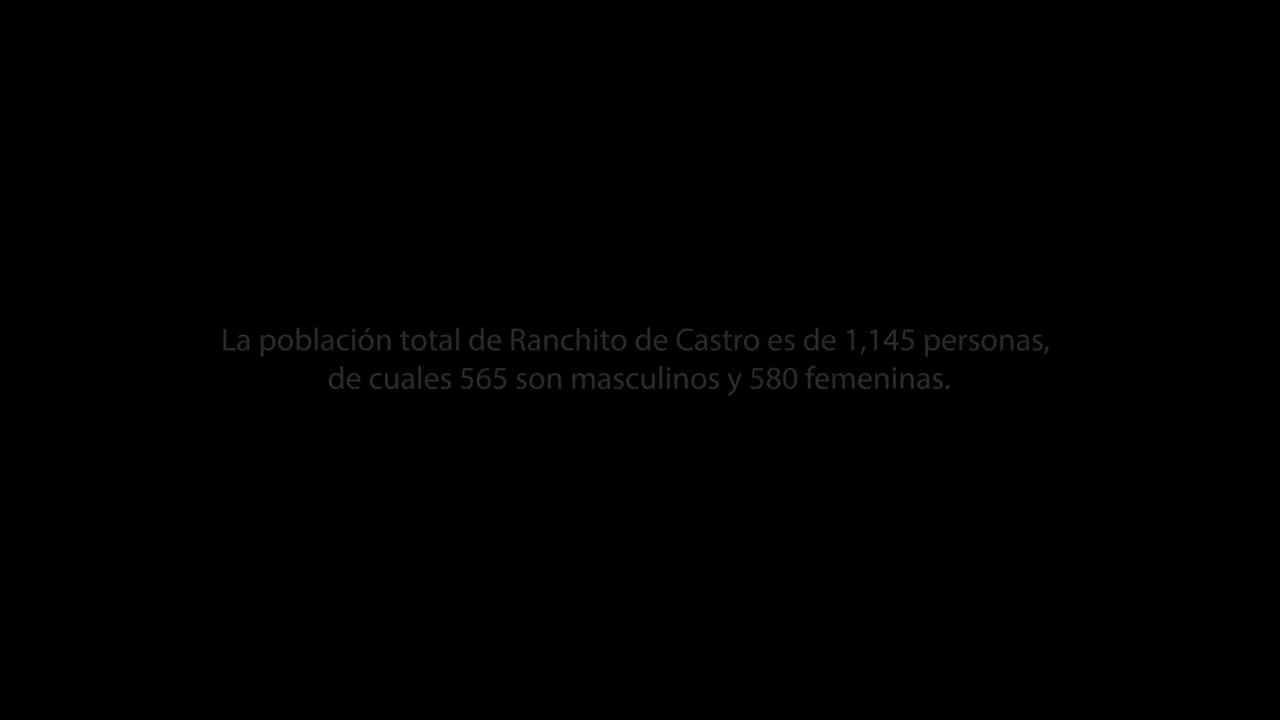 La población total de Ranchito de Castro es de 1,145 personas,
de cuales 565 son masculinos y 580 femeninas.